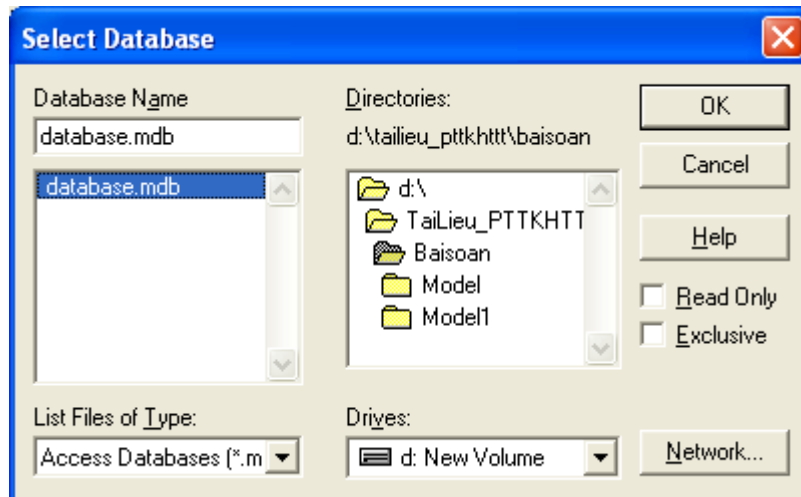 Select Database
Database Name
database.mdb
database.mdb
List Files of Type:
Access Databases (*.m
Directories:
d:\tailieu_pttkhttt\baisoan
d:\
TaiLieu_PTTKHTT
Baisoan
Model
Model1
Drives:
d: New Volume
OK
Cancel
Help
Read Only
Exclusive
Network...